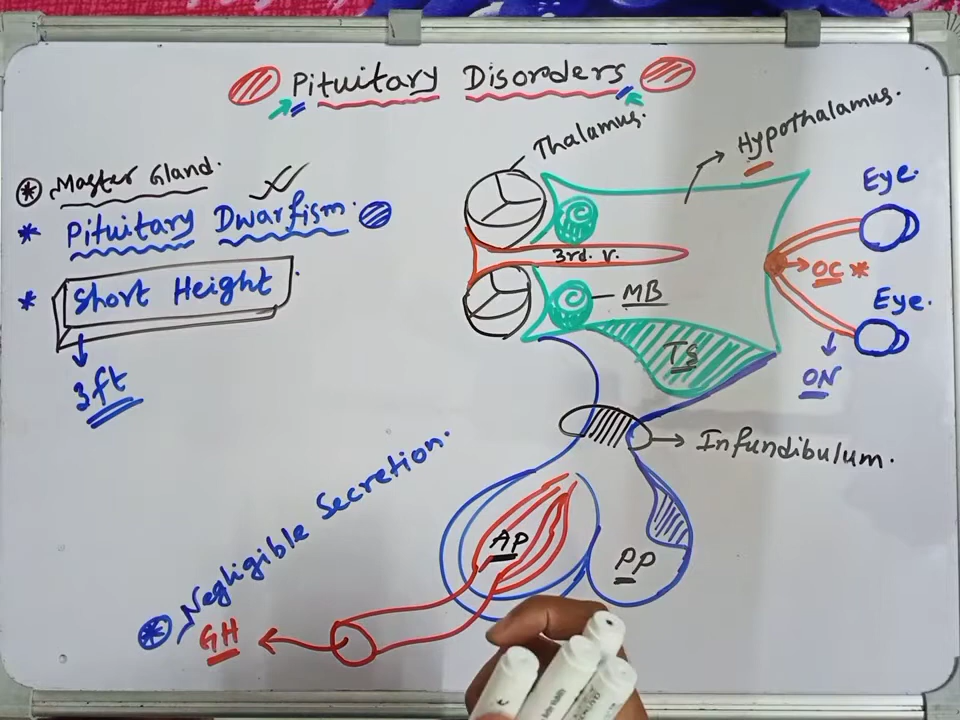 Pituitary Disorders
Master Gland.
* Pituitary Dwarfism.
* Short Height
3ft
Thalamus.
Hypothalamus.
Eye.
3rd. V.
OC *
MB
Eye.
TS
ON
Infundibulum.
AP
PP
* Negligible Secretion.
GH